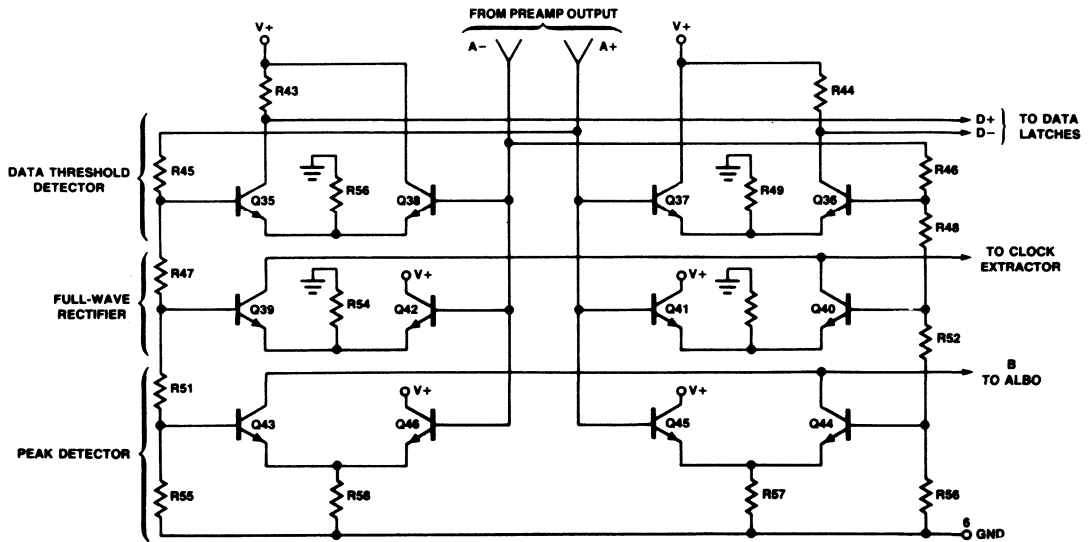 FROM PREAMP OUTPUT
V+
A−
A+
V+
R43
R44
D+
D−
TO DATA
LATCHES
DATA THRESHOLD
DETECTOR
R45
R56
R49
R46
Q35
Q38
Q37
Q36
R48
R47
TO CLOCK
EXTRACTOR
V+
V+
FULL-WAVE
RECTIFIER
R54
Q39
Q42
Q41
Q40
R52
B
TO ALBO
R51
V+
V+
Q43
Q46
Q45
Q44
PEAK DETECTOR
R55
R58
R57
R56
6
GND